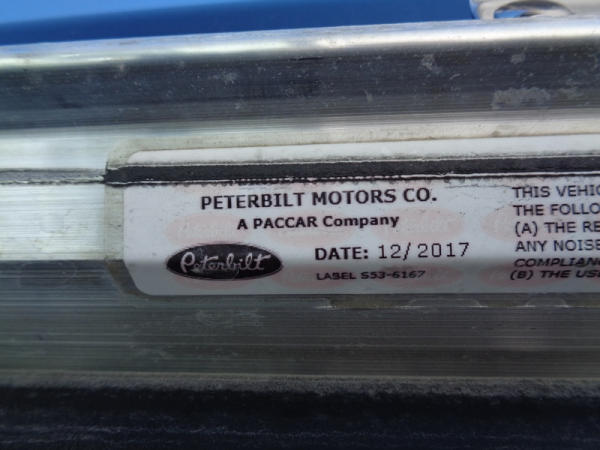 PETERBILT MOTORS CO.
A PACCAR Company
Peterbilt
DATE: 12/2017
LABEL S53-6167
THIS VEHIC
THE FOLLO
(A) THE RE
ANY NOISE
COMPLIANC
(B) THE USE